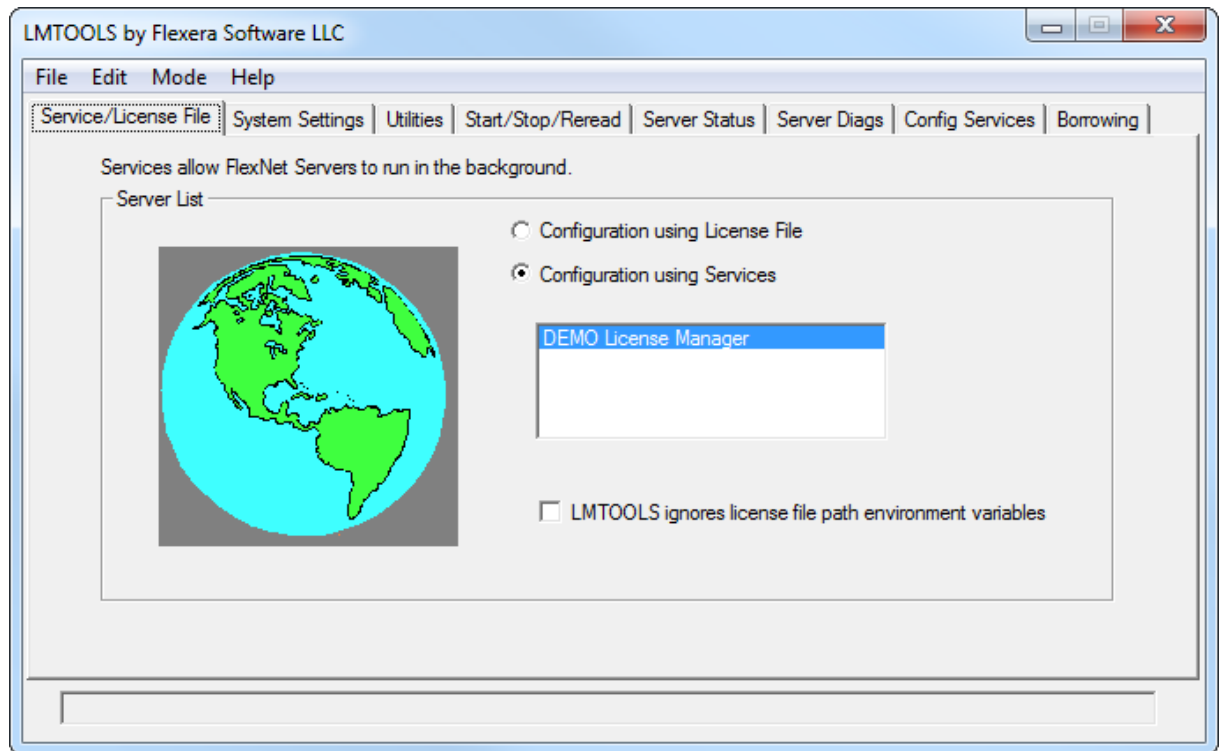 LMTOOLS by Flexera Software LLC
File Edit Mode Help
Service/License File System Settings Utilities Start/Stop/Reread Server Status Server Diags Config Services Borrowing
Services allow FlexNet Servers to run in the background.
Server List
Configuration using License File
Configuration using Services
DEMO License Manager
LMTOOLS ignores license file path environment variables